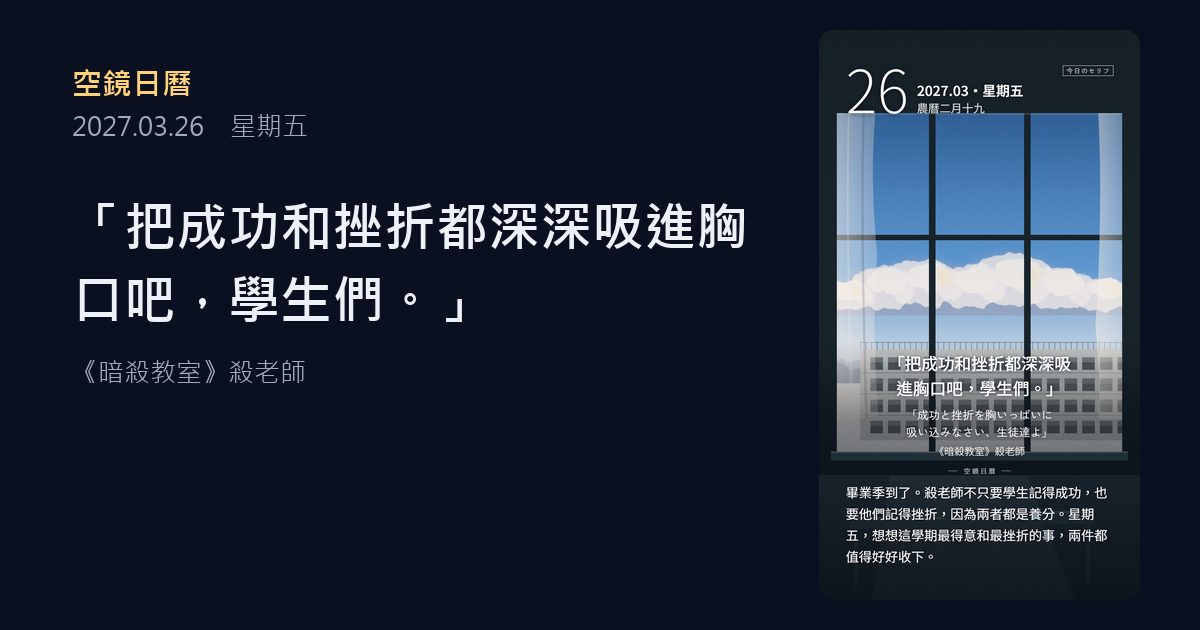 空鏡日曆
2027.03.26 星期五
「把成功和挫折都深深吸進胸
口吧，學生們。」
《暗殺教室》殺老師
今日のセリフ
26
2027.03・星期五
農曆二月十九
「把成功和挫折都深深吸
進胸口吧，學生們。」
「成功と挫折を胸いっぱいに
吸い込みなさい、生徒達よ」
《暗殺教室》殺老師
— 空鏡日曆 —
畢業季到了。殺老師不只要學生記得成功，也
要他們記得挫折，因為兩者都是養分。星期
五，想想這學期最得意和最挫折的事，兩件都
值得好好收下。